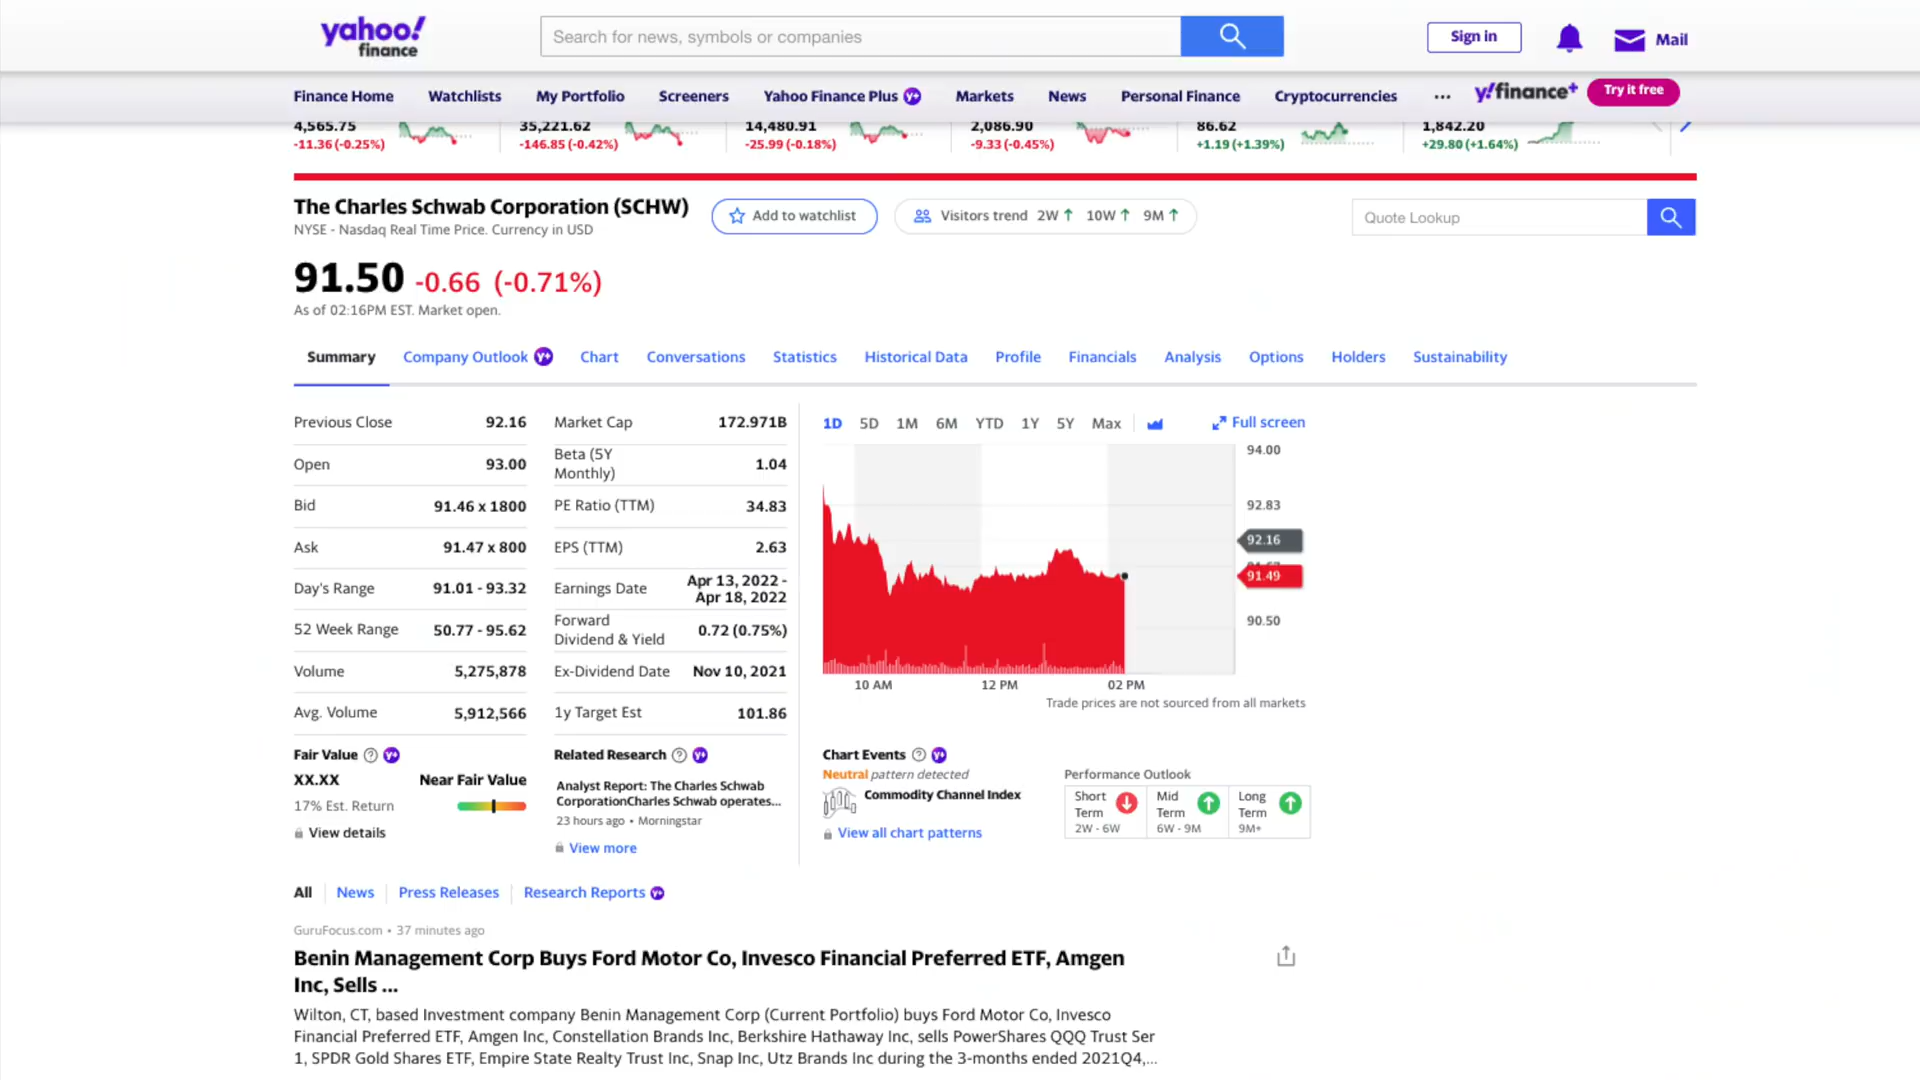 yahoo!
finance
Search for news, symbols or companies
Sign in
Mail
Finance Home
Watchlists
My Portfolio
Screeners
Yahoo Finance Plus Y+
Markets
News
Personal Finance
Cryptocurrencies
...
y!finance+
Try it free
4,565.75
-11.36 (-0.25%)
35,221.62
-146.85 (-0.42%)
14,480.91
-25.99 (-0.18%)
2,086.90
-9.33 (-0.45%)
86.62
+1.19 (+1.39%)
1,842.20
+29.80 (+1.64%)
The Charles Schwab Corporation (SCHW)
NYSE - Nasdaq Real Time Price. Currency in USD
Add to watchlist
Visitors trend 2W ↑ 10W ↑ 9M ↑
Quote Lookup
91.50 -0.66 (-0.71%)
As of 02:16PM EST. Market open.
Summary
Company Outlook Y+
Chart
Conversations
Statistics
Historical Data
Profile
Financials
Analysis
Options
Holders
Sustainability
Previous Close 92.16
Open 93.00
Bid 91.46 x 1800
Ask 91.47 x 800
Day's Range 91.01 - 93.32
52 Week Range 50.77 - 95.62
Volume 5,275,878
Avg. Volume 5,912,566
Market Cap 172.971B
Beta (5Y
Monthly) 1.04
PE Ratio (TTM) 34.83
EPS (TTM) 2.63
Earnings Date Apr 13, 2022 -
Apr 18, 2022
Forward
Dividend & Yield 0.72 (0.75%)
Ex-Dividend Date Nov 10, 2021
1y Target Est 101.86
1D 5D 1M 6M YTD 1Y 5Y Max
Full screen
94.00
92.83
92.16
91.49
90.50
10 AM
12 PM
02 PM
Trade prices are not sourced from all markets
Fair Value ? Y+
XX.XX
Near Fair Value
17% Est. Return
View details
Related Research ? Y+
Analyst Report: The Charles Schwab
CorporationCharles Schwab operates...
23 hours ago • Morningstar
View more
Chart Events ? Y+
Neutral pattern detected
Commodity Channel Index
View all chart patterns
Performance Outlook
Short
Term
2W - 6W
Mid
Term
6W - 9M
Long
Term
9M+
All
News
Press Releases
Research Reports Y+
GuruFocus.com • 37 minutes ago
Benin Management Corp Buys Ford Motor Co, Invesco Financial Preferred ETF, Amgen
Inc, Sells ...
Wilton, CT, based Investment company Benin Management Corp (Current Portfolio) buys Ford Motor Co, Invesco
Financial Preferred ETF, Amgen Inc, Constellation Brands Inc, Berkshire Hathaway Inc, sells PowerShares QQQ Trust Ser
1, SPDR Gold Shares ETF, Empire State Realty Trust Inc, Snap Inc, Utz Brands Inc during the 3-months ended 2021Q4,...